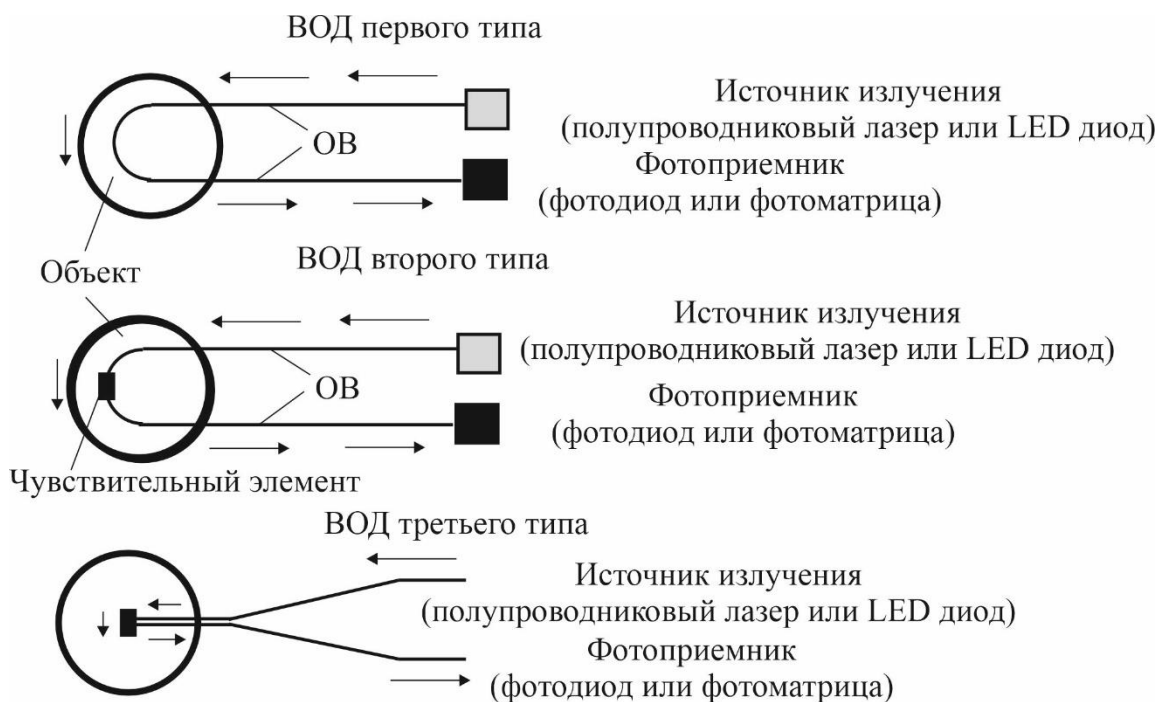 ВОД первого типа
Источник излучения
(полупроводниковый лазер или LED диод)
ОВ
Фотоприемник
(фотодиод или фотоматрица)
Объект
ВОД второго типа
Источник излучения
(полупроводниковый лазер или LED диод)
ОВ
Фотоприемник
(фотодиод или фотоматрица)
Чувствительный элемент
ВОД третьего типа
Источник излучения
(полупроводниковый лазер или LED диод)
Фотоприемник
(фотодиод или фотоматрица)